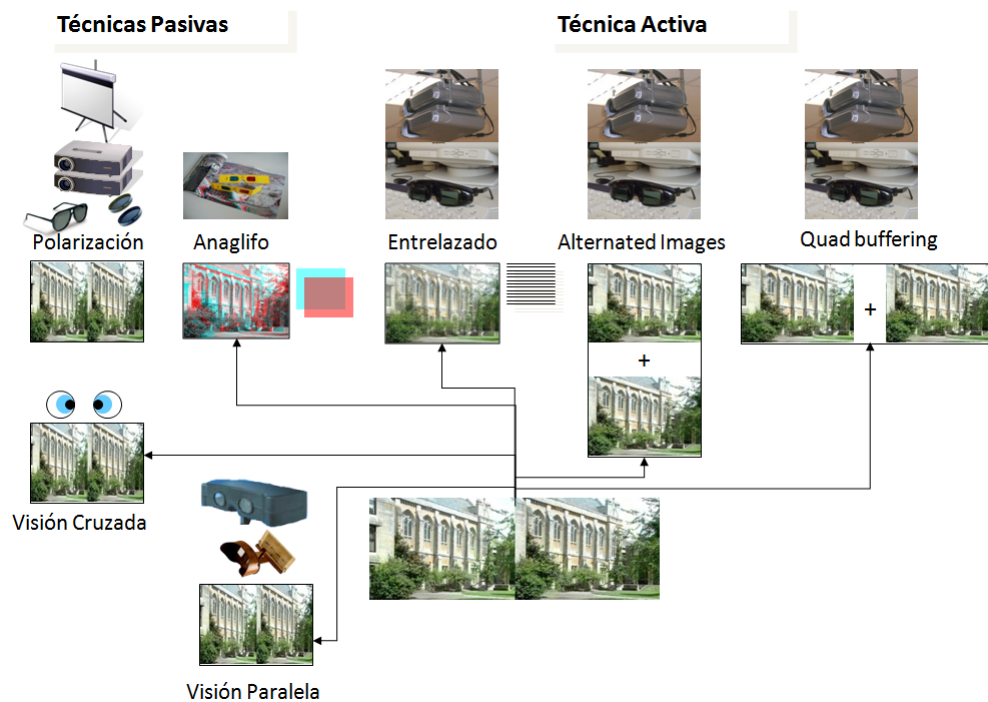 Técnicas Pasivas
Técnica Activa
Polarización
Anaglifo
Entrelazado
Alternated Images
Quad buffering
+
+
Visión Cruzada
Visión Paralela